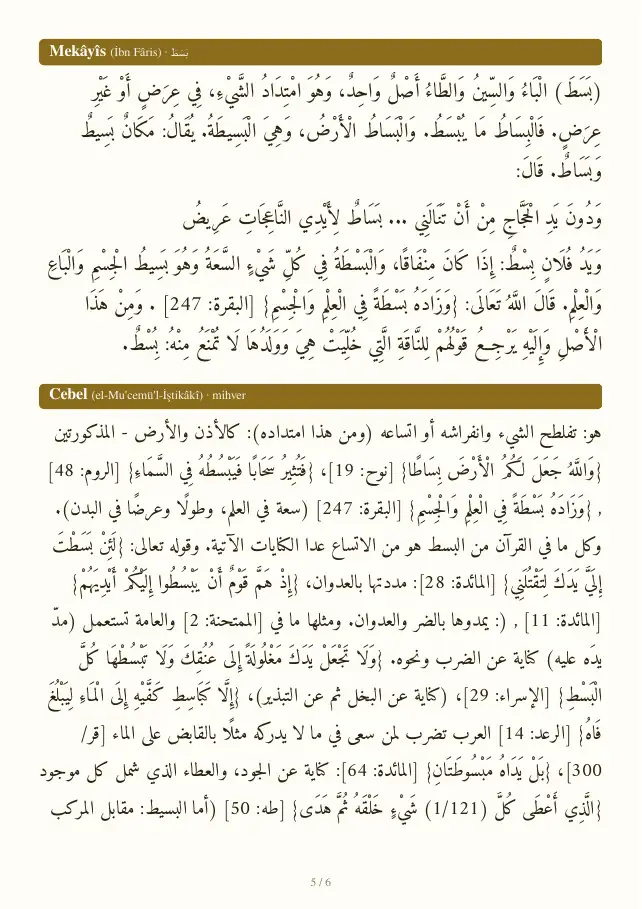 Mekâyîs (İbn Fâris) · بَسَطَ
(بَسَطَ) الْبَاءُ وَالسِّينُ وَالطَّاءُ أَصْلٌ وَاحِدٌ، وَهُوَ امْتِدَادُ الشَّيْءِ، فِي عِرَضٍ أَوْ غَيْرِ
عِرَضٍ. فَالْبِسَاطُ مَا يُبْسَطُ. وَالْبَسَاطُ الْأَرْضُ، وَهِيَ الْبَسِيطَةُ. يُقَالُ: مَكَانٌ بَسِيطٌ
وَبَسَاطٌ. قَالَ:
وَدُونَ يَدِ الْحَجَّاجِ مِنْ أَنْ تَنَالَنِي ... بَسَاطٌ لِأَيْدِي النَّاعِجَاتِ عَرِيضُ
وَيَدُ فُلَانٍ بِسْطٌ: إِذَا كَانَ مِنْفَاقًا، وَالْبَسْطَةُ فِي كُلِّ شَيْءٍ السَّعَةُ وَهُوَ بَسِيطُ الْجِسْمِ وَالْبَاعِ
وَالْعِلْمِ. قَالَ اللَّهُ تَعَالَى: {وَزَادَهُ بَسْطَةً فِي الْعِلْمِ وَالْجِسْمِ} [البقرة: 247] . وَمِنْ هَذَا
الْأَصْلِ وَإِلَيْهِ يَرْجِعُ قَوْلُهُمْ لِلنَّاقَةِ الَّتِي خُلِّيَتْ هِيَ وَوَلَدُهَا لَا تُمْنَعُ مِنْهُ: بُسْطٌ.
Cebel (el-Mu'cemü'l-İştikâkî) · mihver
هو: تفلطح الشيء وانفراشه أو اتساعه (ومن هذا امتداده): كالأذن والأرض - المذكورتين
{وَاللَّهُ جَعَلَ لَكُمُ الْأَرْضَ بِسَاطًا} [نوح: 19]، {فَتُثِيرُ سَحَابًا فَيَبْسُطُهُ فِي السَّمَاءِ} [الروم: 48]
, {وَزَادَهُ بَسْطَةً فِي الْعِلْمِ وَالْجِسْمِ} [البقرة: 247] (سعة في العلم، وطولًا وعرضًا في البدن).
وكل ما في القرآن من البسط هو من الاتساع عدا الكنايات الآتية. وقوله تعالى: {لَئِنْ بَسَطْتَ
إِلَيَّ يَدَكَ لِتَقْتُلَنِي} [المائدة: 28]: مددتها بالعدوان، {إِذْ هَمَّ قَوْمٌ أَنْ يَبْسُطُوا إِلَيْكُمْ أَيْدِيَهُمْ}
[المائدة: 11] , (: يمدوها بالضر والعدوان. ومثلها ما في [الممتحنة: 2] والعامة تستعمل (مدّ
يدَه عليه) كناية عن الضرب ونحوه. {وَلَا تَجْعَلْ يَدَكَ مَغْلُولَةً إِلَى عُنُقِكَ وَلَا تَبْسُطْهَا كُلَّ
الْبَسْطِ} [الإسراء: 29]، (كناية عن البخل ثم عن التبذير)، {إِلَّا كَبَاسِطِ كَفَّيْهِ إِلَى الْمَاءِ لِيَبْلُغَ
فَاهُ} [الرعد: 14] العرب تضرب لمن سعى في ما لا يدركه مثلًا بالقابض على الماء [قر/
300]، {بَلْ يَدَاهُ مَبْسُوطَتَانِ} [المائدة: 64]: كناية عن الجود، والعطاء الذي شمل كل موجود
{الَّذِي أَعْطَى كُلَّ (1/121) شَيْءٍ خَلْقَهُ ثُمَّ هَدَى} [طه: 50] (أما البسيط: مقابل المركب
5 / 6